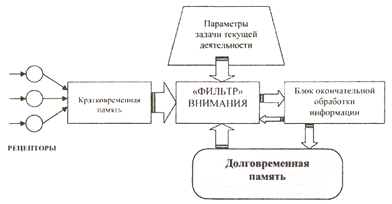 Параметры
задачи текущей
деятельности
Кратковременная
память
«ФИЛЬТР»
ВНИМАНИЯ
Блок окончательной
обработки
информации
РЕЦЕПТОРЫ
Долговременная
память